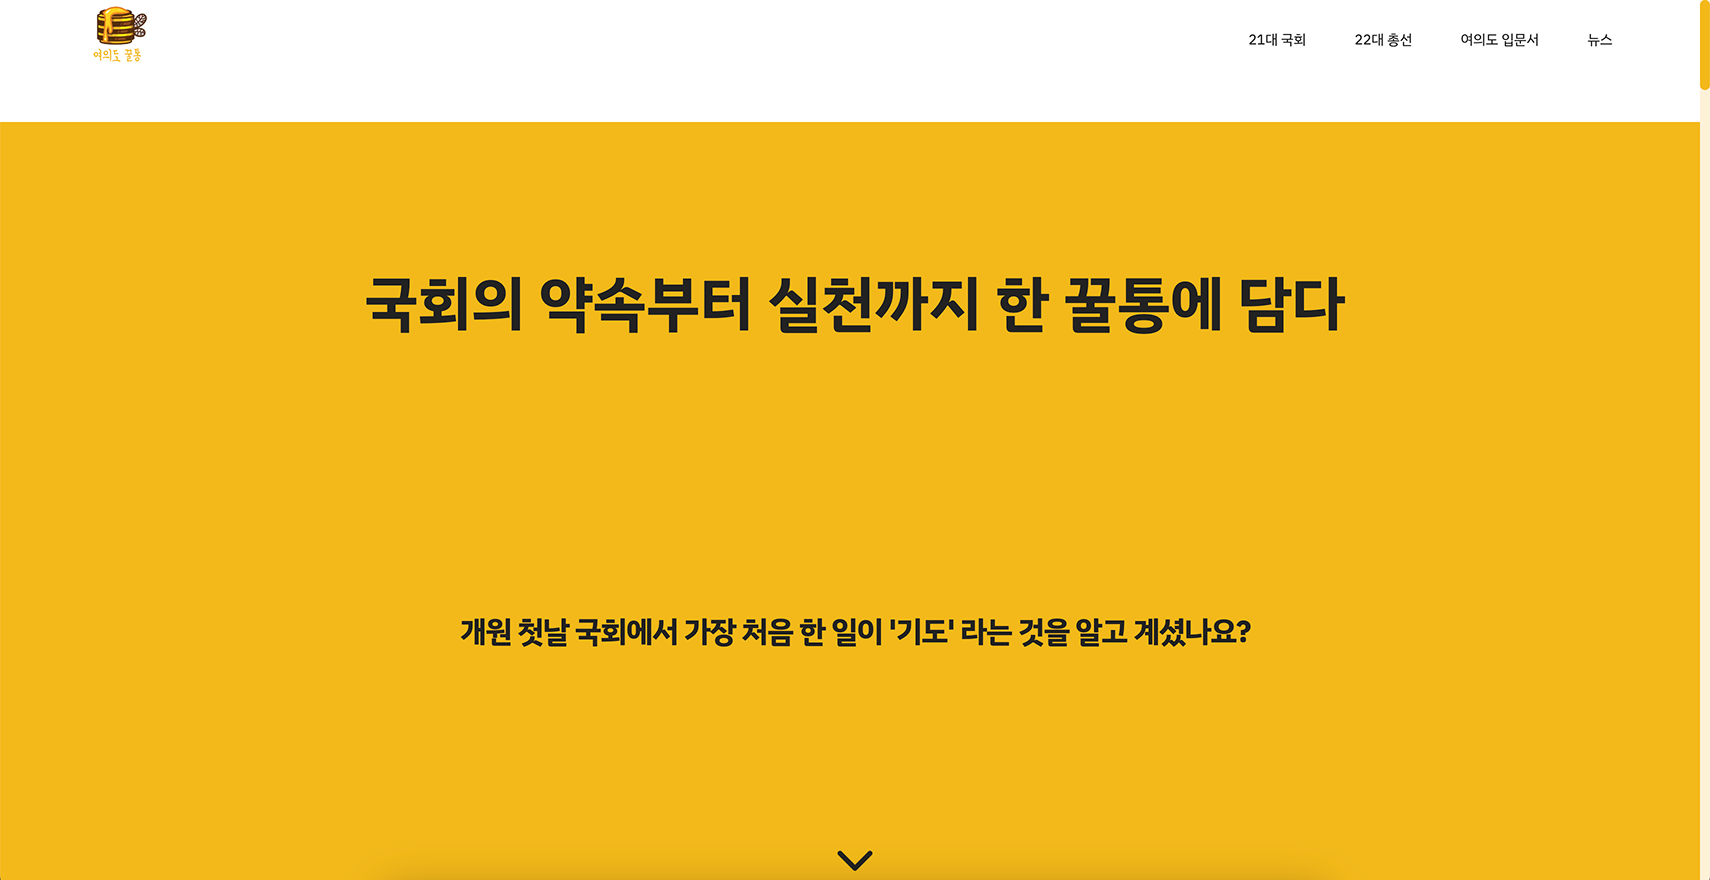 여의도 꿀통
21대 국회
22대 총선
여의도 입문서
뉴스
국회의 약속부터 실천까지 한 꿀통에 담다
개원 첫날 국회에서 가장 처음 한 일이 '기도' 라는 것을 알고 계셨나요?